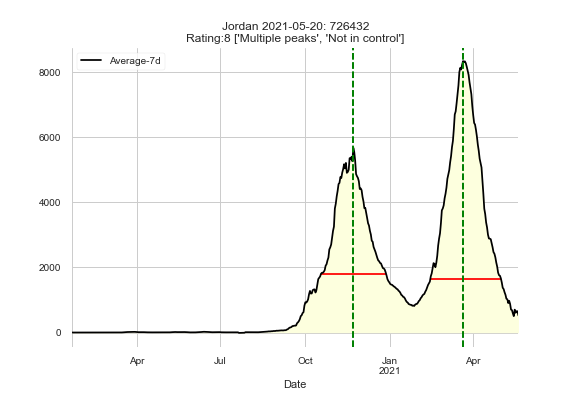 Jordan 2021-05-20: 726432
Rating:8 ['Multiple peaks', 'Not in control']
Average-7d
8000
6000
4000
2000
0
Apr
Jul
Oct
Jan
2021
Apr
Date